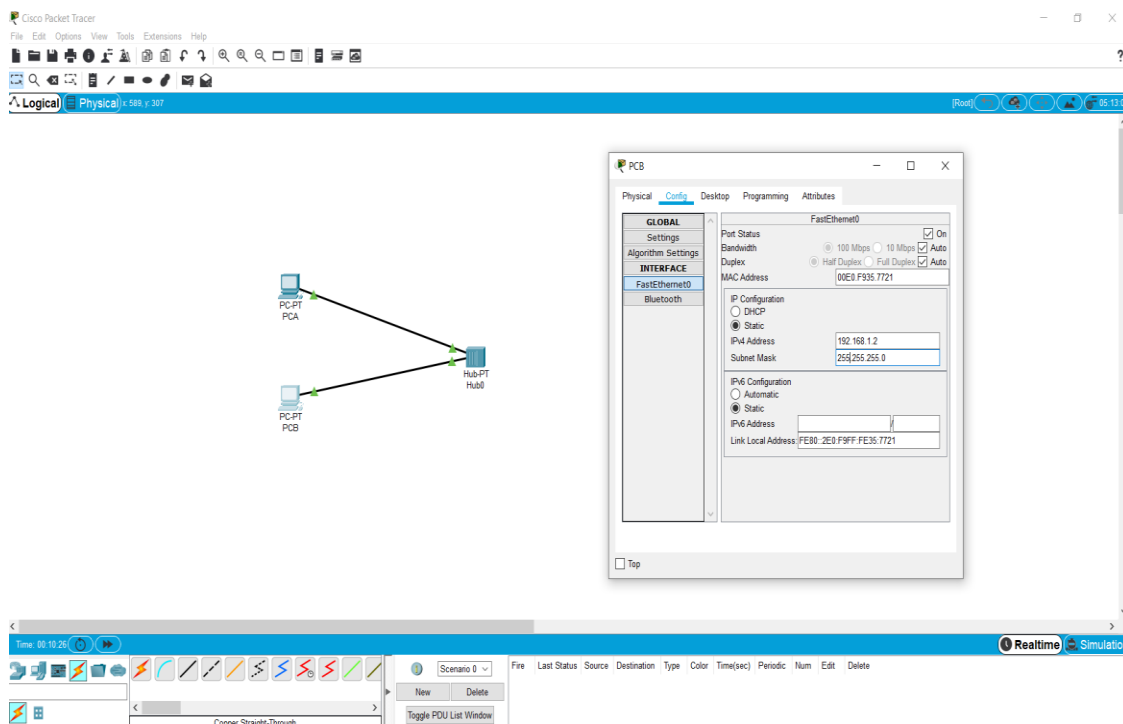 Cisco Packet Tracer
File Edit Options View Tools Extensions Help
?
Logical Physical x: 589, y: 307 [Root] 05:13:0
PCB
Physical Config Desktop Programming Attributes
GLOBAL
Settings
Algorithm Settings
INTERFACE
FastEthernet0
Bluetooth
FastEthernet0
Port Status On
Bandwidth 100 Mbps 10 Mbps Auto
Duplex Half Duplex Full Duplex Auto
MAC Address 00E0.F935.7721
IP Configuration
DHCP
Static
IPv4 Address 192.168.1.2
Subnet Mask 255.255.255.0
IPv6 Configuration
Automatic
Static
IPv6 Address /
Link Local Address: FE80::2E0:F9FF:FE35:7721
Top
PC-PT
PCA
Hub-PT
Hub0
PC-PT
PCB
Time: 00:10:26 Realtime Simulation
Scenario 0 Fire Last Status Source Destination Type Color Time(sec) Periodic Num Edit Delete
New Delete
Toggle PDU List Window
Copper Straight-Through